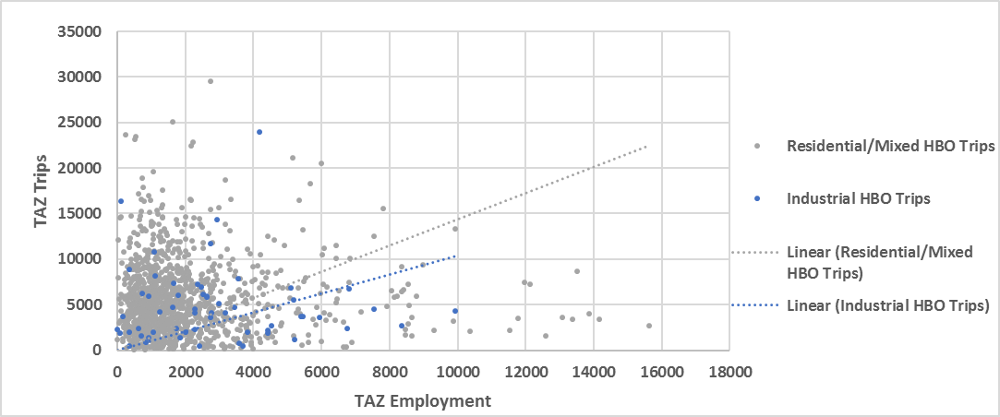 35000
30000
25000
20000
15000
10000
5000
0
TAZ Trips
0 2000 4000 6000 8000 10000 12000 14000 16000 18000
TAZ Employment
Residential/Mixed HBO Trips
Industrial HBO Trips
Linear (Residential/Mixed
HBO Trips)
Linear (Industrial HBO Trips)